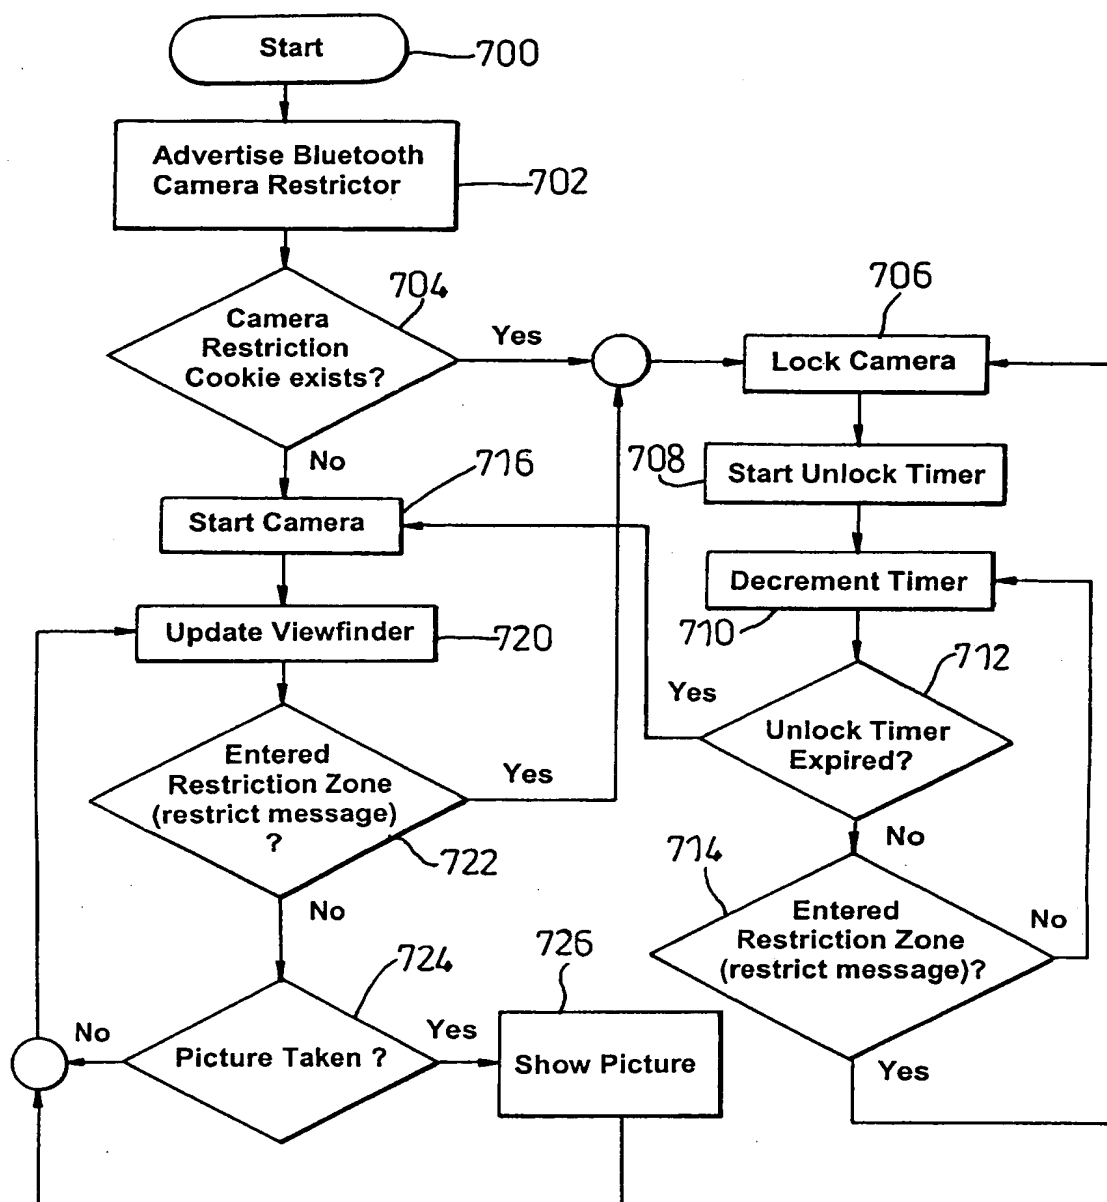 Start
700
Advertise Bluetooth
Camera Restrictor
702
704
Camera
Restriction
Cookie exists?
Yes
No
706
Lock Camera
708
Start Unlock Timer
716
Start Camera
Decrement Timer
710
Update Viewfinder
720
712
Yes
Unlock Timer
Expired?
No
Entered
Restriction Zone
(restrict message)
?
Yes
722
No
714
Entered
Restriction Zone
(restrict message)?
No
Yes
724
Picture Taken ?
No
Yes
726
Show Picture